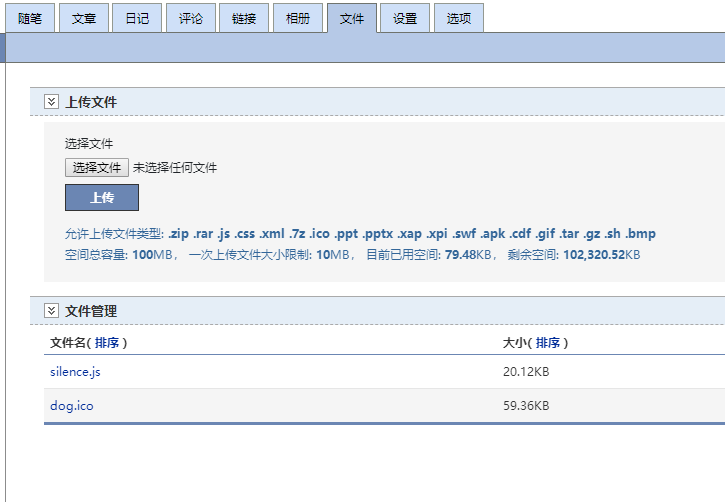 随笔 文章 日记 评论 链接 相册 文件 设置 选项
上传文件
选择文件
选择文件 未选择任何文件
上传
允许上传文件类型: .zip .rar .js .css .xml .7z .ico .ppt .pptx .xap .xpi .swf .apk .cdf .gif .tar .gz .sh .bmp
空间总容量: 100MB， 一次上传文件大小限制: 10MB， 目前已用空间: 79.48KB， 剩余空间: 102,320.52KB
文件管理
文件名( 排序 ) 大小( 排序 )
silence.js 20.12KB
dog.ico 59.36KB